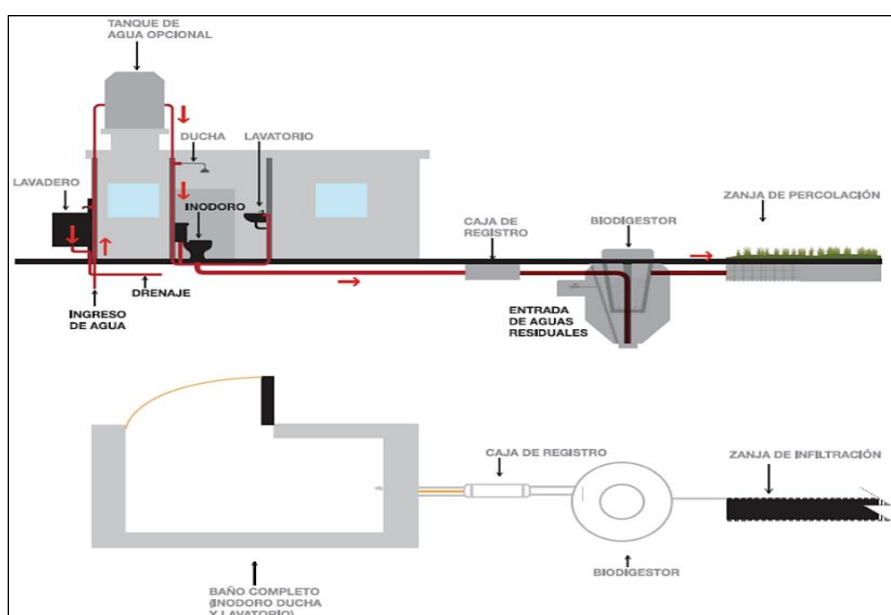 TANQUE DE
AGUA OPCIONAL
DUCHA
LAVATORIO
LAVADERO
INODORO
CAJA DE
REGISTRO
BIODIGESTOR
ZANJA DE PERCOLACIÓN
DRENAJE
INGRESO
DE AGUA
ENTRADA
DE AGUAS
RESIDUALES
CAJA DE REGISTRO
ZANJA DE INFILTRACIÓN
BIODIGESTOR
BAÑO COMPLETO
(INODORO DUCHA
Y LAVATORIO)